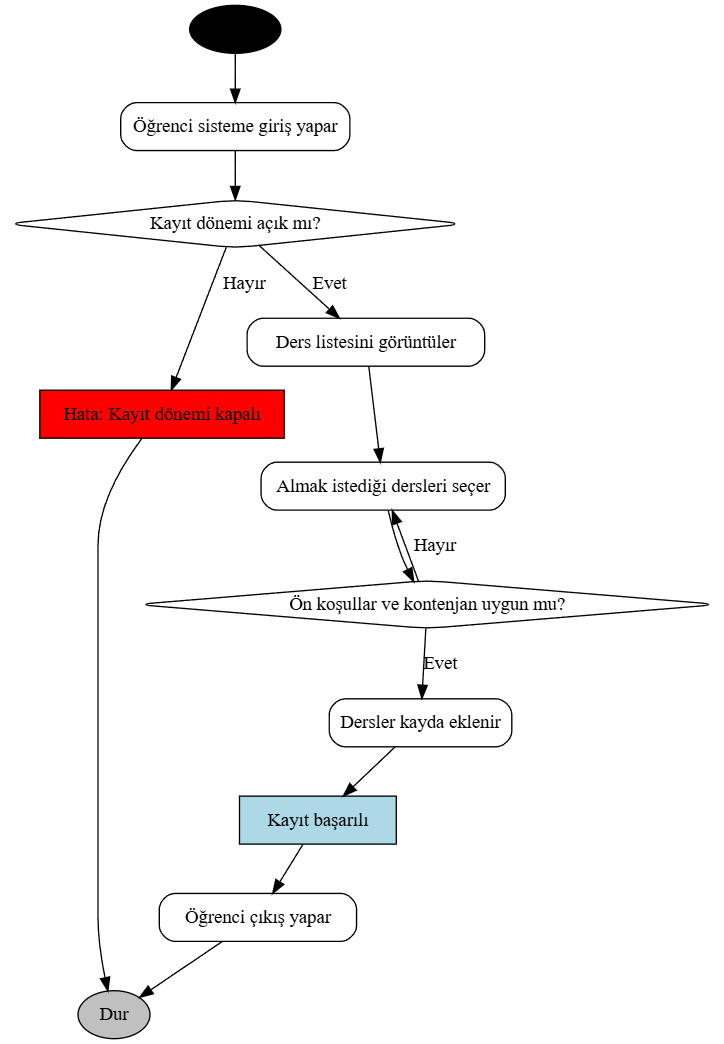 Öğrenci sisteme giriş yapar
Kayıt dönemi açık mı?
Hayır
Evet
Ders listesini görüntüler
Hata: Kayıt dönemi kapalı
Almak istediği dersleri seçer
Hayır
Ön koşullar ve kontenjan uygun mu?
Evet
Dersler kayda eklenir
Kayıt başarılı
Öğrenci çıkış yapar
Dur